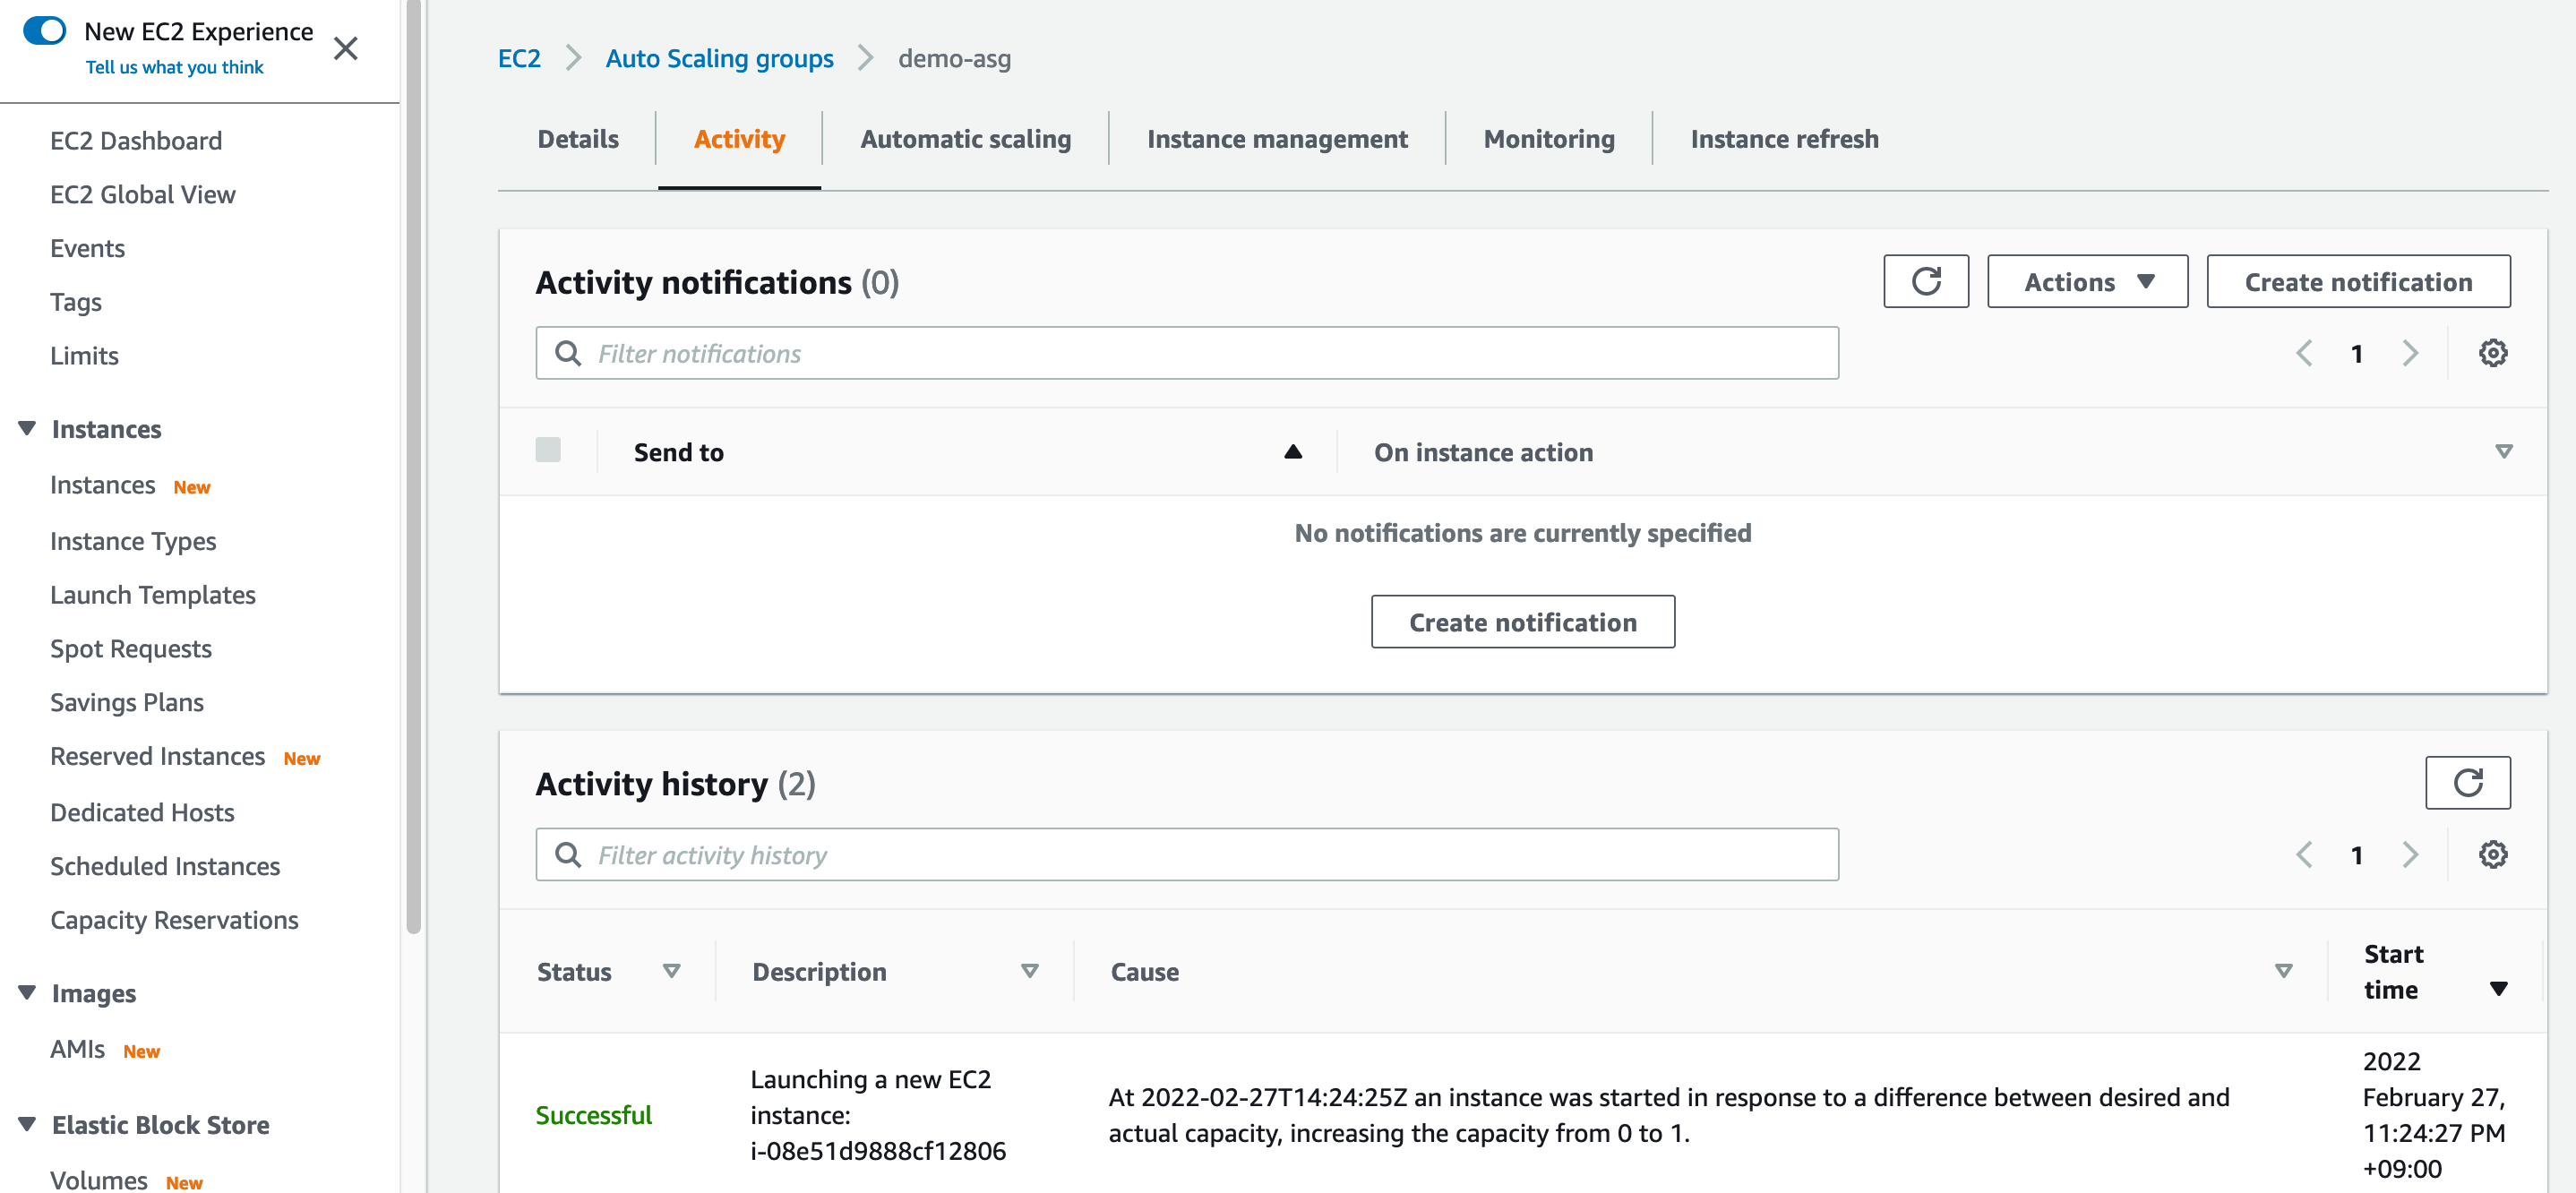 New EC2 Experience
Tell us what you think
EC2 Dashboard
EC2 Global View
Events
Tags
Limits
Instances
Instances New
Instance Types
Launch Templates
Spot Requests
Savings Plans
Reserved Instances New
Dedicated Hosts
Scheduled Instances
Capacity Reservations
Images
AMIs New
Elastic Block Store
Volumes New
EC2 Auto Scaling groups demo-asg
Details Activity Automatic scaling Instance management Monitoring Instance refresh
Activity notifications (0)
Actions Create notification
Filter notifications
1
Send to On instance action
No notifications are currently specified
Create notification
Activity history (2)
Filter activity history
1
Status Description Cause Start
time
Successful
Launching a new EC2
instance:
i-08e51d9888cf12806
At 2022-02-27T14:24:25Z an instance was started in response to a difference between desired and
actual capacity, increasing the capacity from 0 to 1.
2022
February 27,
11:24:27 PM
+09:00